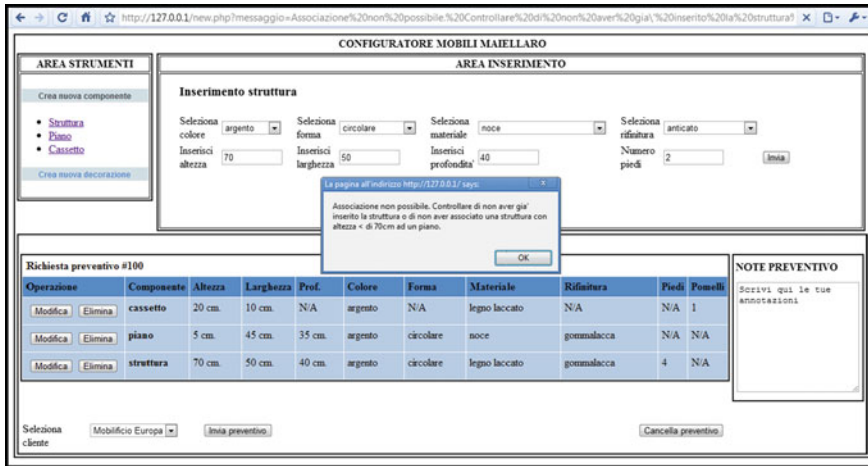 http://127.0.0.1/new.php?messaggio=Associazione%20non%20possibile.%20Controllare%20di%20non%20aver%20gia\'%20inserito%20la%20struttura
CONFIGURATORE MOBILI MAIELLARO
AREA STRUMENTI
Crea nuova componente
Struttura
Piano
Cassetto
Crea nuova decorazione
AREA INSERIMENTO
Inserimento struttura
Seleziona colore argento Seleziona forma circolare Seleziona materiale noce Seleziona rifinitura anticato
Inserisci altezza 70 Inserisci larghezza 50 Inserisci profondita' 40 Numero piedi 2 Invia
La pagina all'indirizzo http://127.0.0.1/ says:
Associazione non possibile. Controllare di non aver gia'
inserito la struttura o di non aver associato una struttura con
altezza < di 70cm ad un piano.
OK
Richiesta preventivo #100
Operazione Componente Altezza Larghezza Prof. Colore Forma Materiale Rifinitura Piedi Pomelli
Modifica Elimina cassetto 20 cm. 10 cm. N/A argento N/A legno laccato N/A N/A 1
Modifica Elimina piano 5 cm. 45 cm. 35 cm. argento circolare noce gommalacca N/A N/A
Modifica Elimina struttura 70 cm. 50 cm. 40 cm. argento circolare legno laccato gommalacca 4 N/A
NOTE PREVENTIVO
Scrivi qui le tue
annotazioni
Seleziona cliente Mobilificio Europa Invia preventivo Cancella preventivo